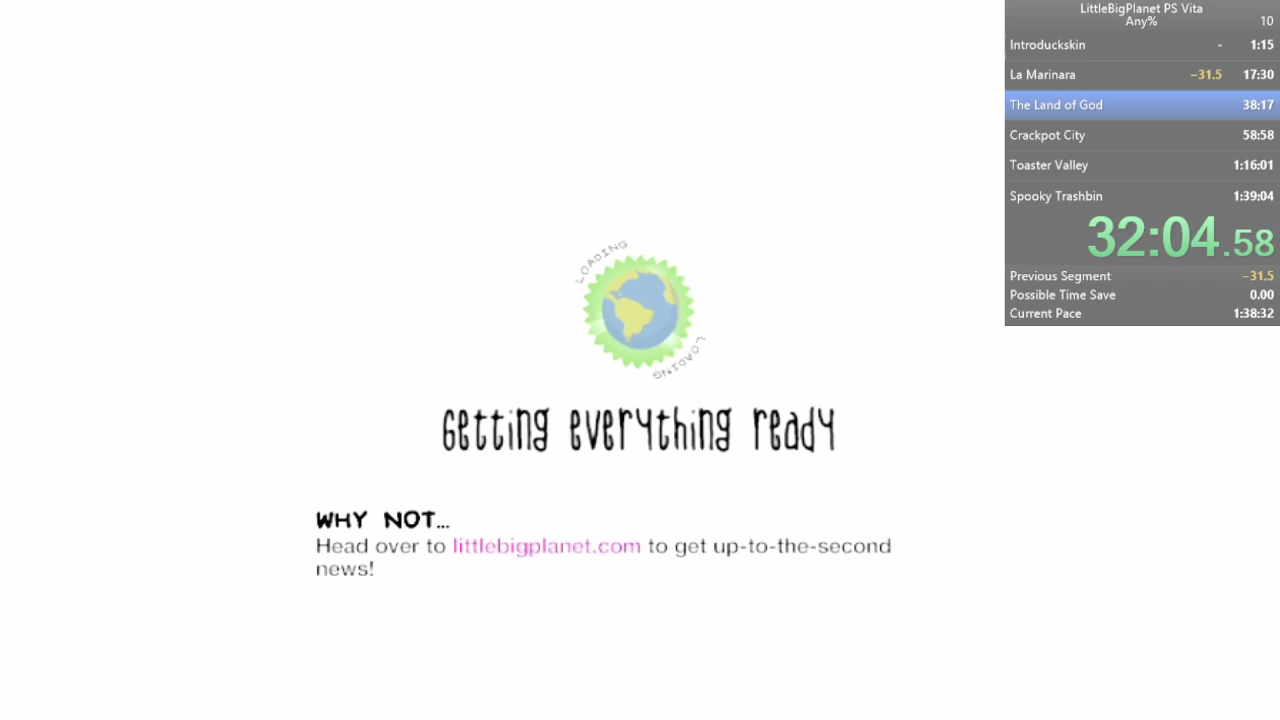 LittleBigPlanet PS Vita
Any% 10
Introduckskin - 1:15
La Marinara −31.5 17:30
The Land of God 38:17
Crackpot City 58:58
Toaster Valley 1:16:01
Spooky Trashbin 1:39:04
32:04.58
Previous Segment −31.5
Possible Time Save 0.00
Current Pace 1:38:32
LOADING
LOADING
Getting everything ready
WHY NOT...
Head over to littlebigplanet.com to get up-to-the-second
news!